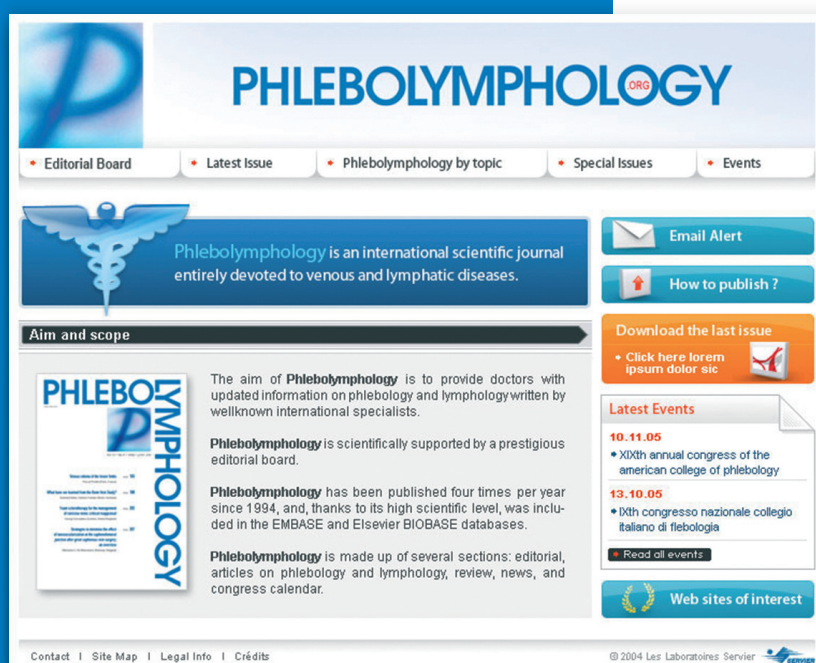 PHLEBOLYMPHOLOGY
.ORG
Editorial Board
Latest Issue
Phlebolymphology by topic
Special Issues
Events
Phlebolymphology is an international scientific journal
entirely devoted to venous and lymphatic diseases.
Aim and scope
PHLEBO
LYMPHOLOGY
The aim of Phlebolymphology is to provide doctors with
updated information on phlebology and lymphology written by
wellknown international specialists.
Phlebolymphology is scientifically supported by a prestigious
editorial board.
Phlebolymphology has been published four times per year
since 1994, and, thanks to its high scientific level, was inclu-
ded in the EMBASE and Elsevier BIOBASE databases.
Phlebolymphology is made up of several sections: editorial,
articles on phlebology and lymphology, review, news, and
congress calendar.
Email Alert
How to publish ?
Download the last issue
Click here lorem
ipsum dolor sic
Latest Events
10.11.05
XIXth annual congress of the
american college of phlebology
13.10.05
IXth congresso nazionale collegio
italiano di flebologia
Read all events
Web sites of interest
Contact I Site Map I Legal Info I Crédits
© 2004 Les Laboratoires Servier
SERVIER